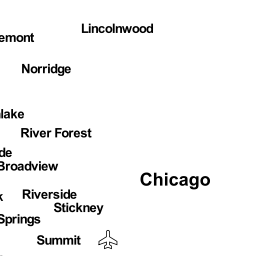 Lincolnwood
emont
Norridge
lake
River Forest
de
Broadview
Chicago
k
Riverside
Stickney
Springs
Summit